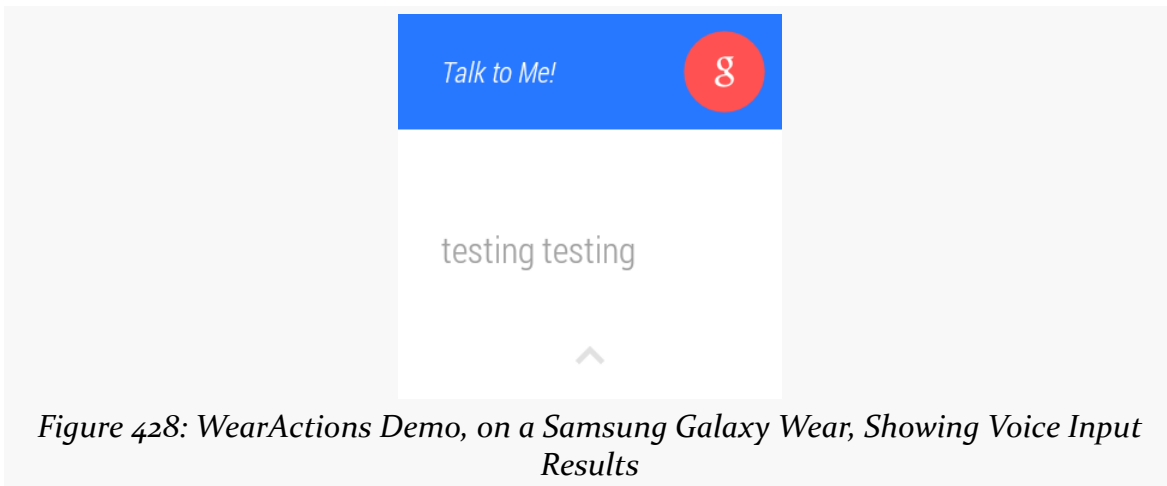 Talk to Me!
g
testing testing
Figure 428: WearActions Demo, on a Samsung Galaxy Wear, Showing Voice Input
Results